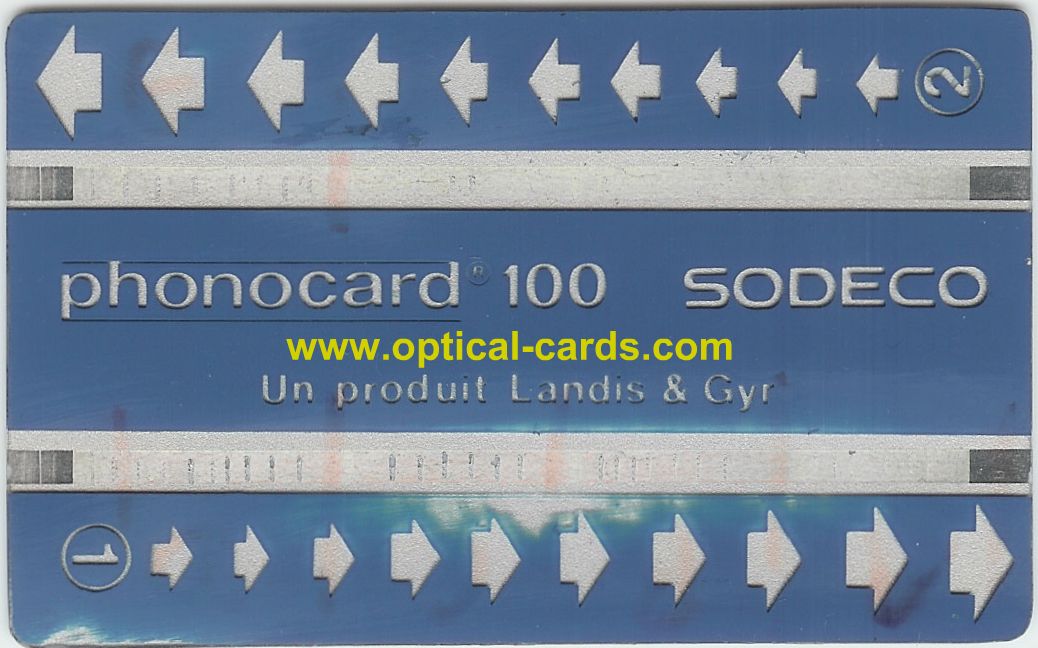 2
phonocard® 100 SODECO
www.optical-cards.com
Un produit Landis & Gyr
1